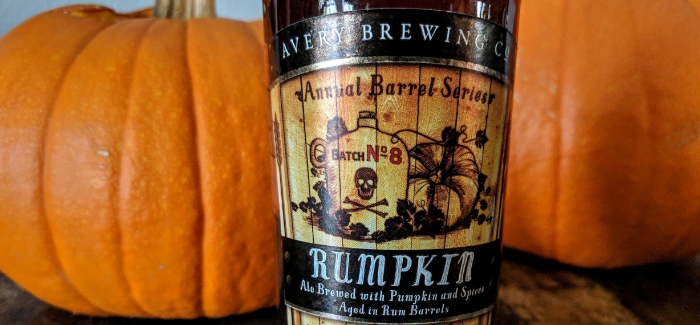 AVERY BREWING CO
Annual Barrel Series
BATCH Nº 8
RUMPKIN
Ale Brewed with Pumpkin and Spices
Aged in Rum Barrels